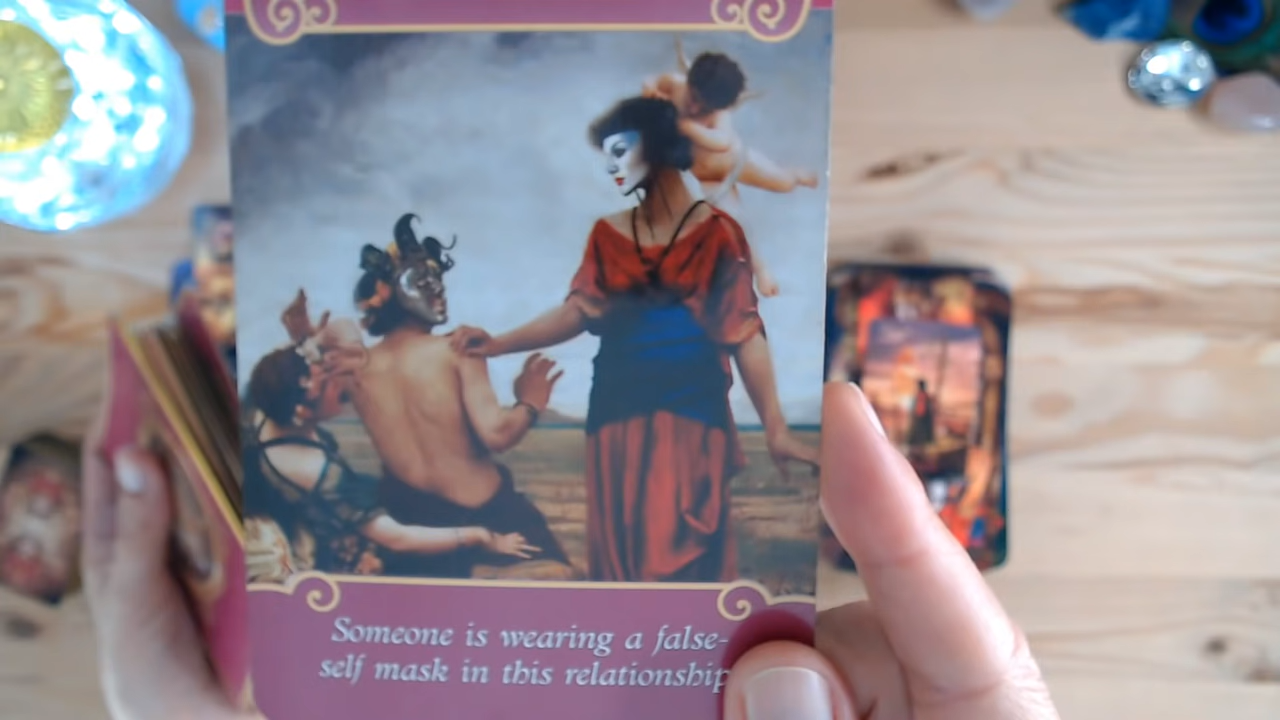 Someone is wearing a false-
self mask in this relationship